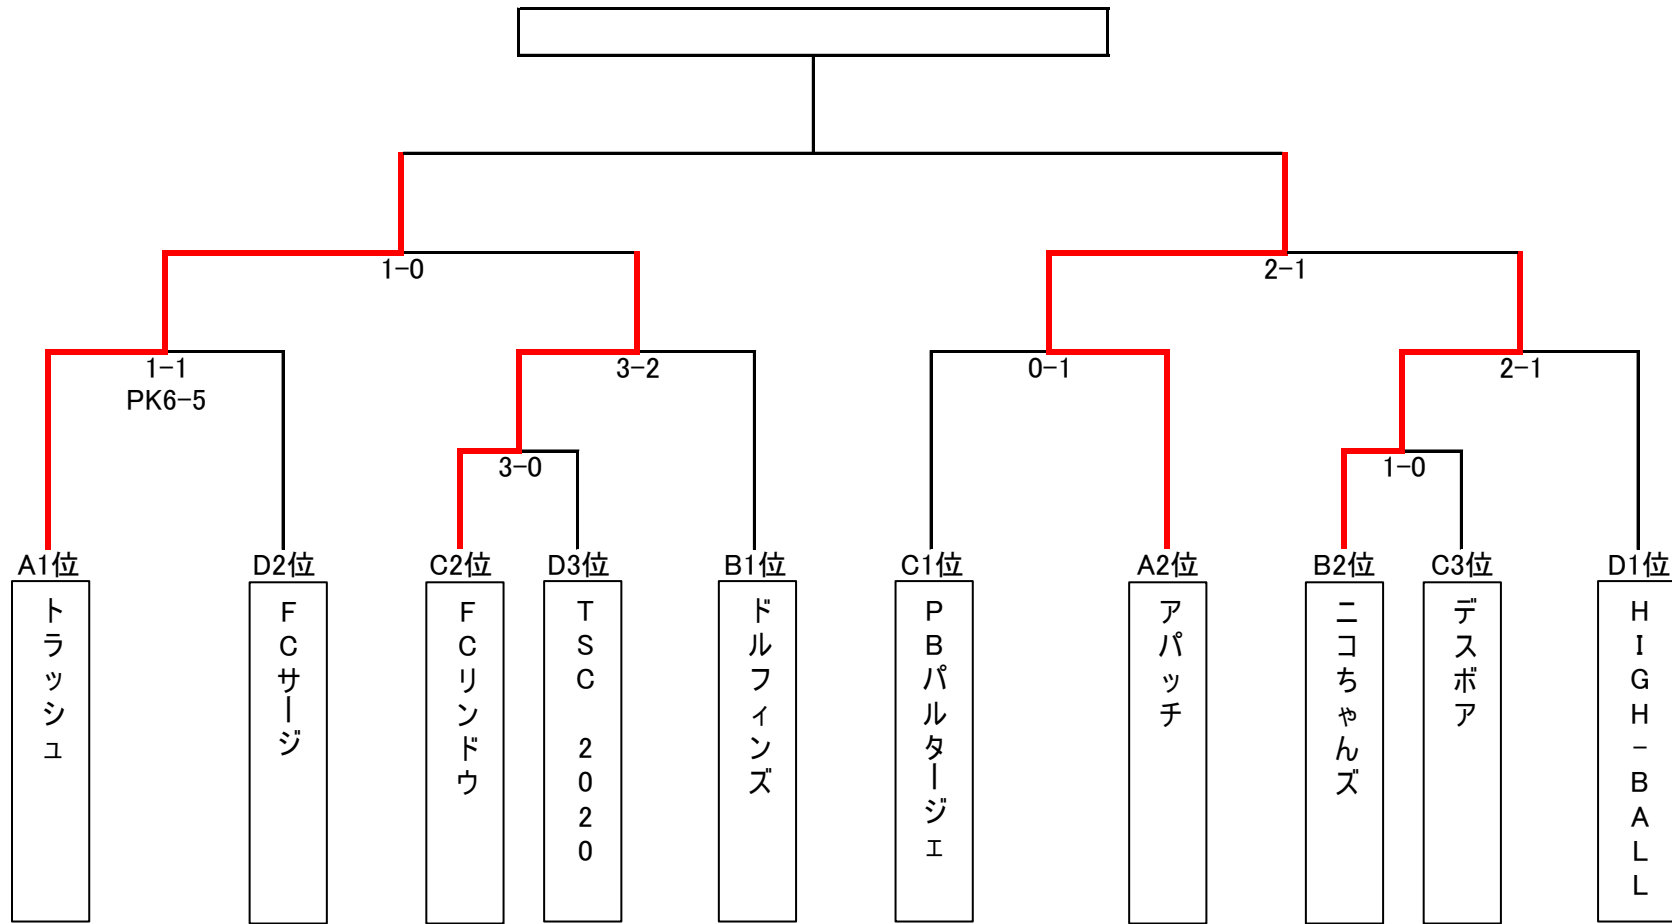 1-0
2-1
1-1
PK6-5
3-2
0-1
2-1
3-0
1-0
A1位
D2位
C2位
D3位
B1位
C1位
A2位
B2位
C3位
D1位
トラッシュ
FCサージ
FCリンドウ
TSC 2020
ドルフィンズ
PBパルタージェ
アパッチ
ニコちゃんズ
デスボア
HIGH-BALL